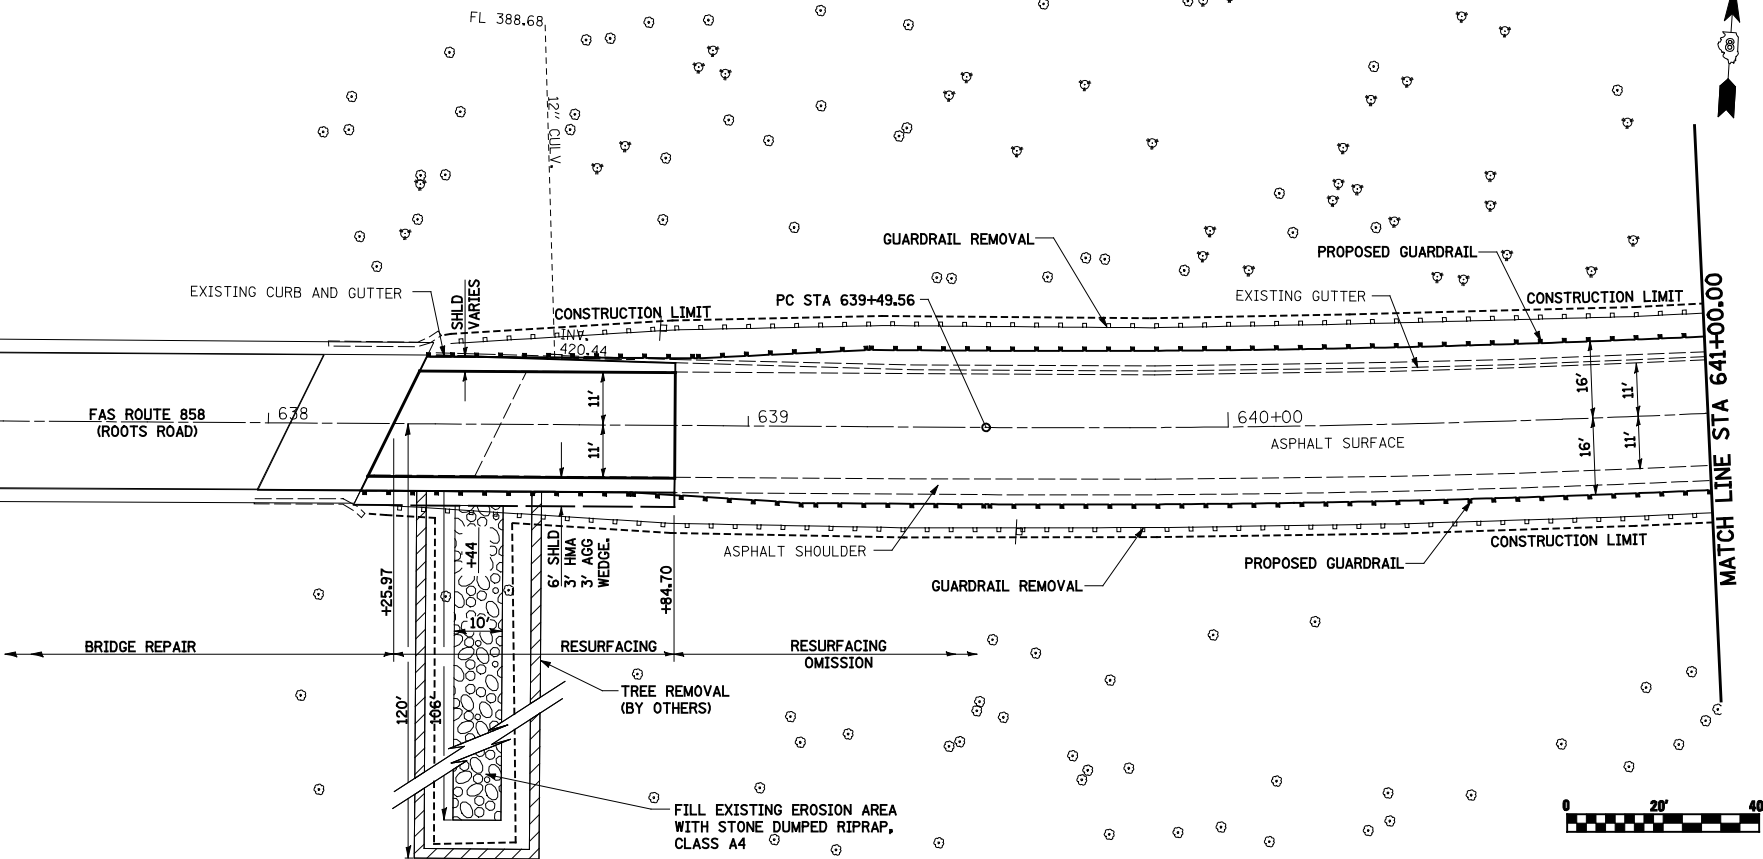 FL 388.68
12" CULV.
GUARDRAIL REMOVAL
PROPOSED GUARDRAIL
EXISTING CURB AND GUTTER
SHLD
VARIES
CONSTRUCTION LIMIT
PC STA 639+49.56
EXISTING GUTTER
CONSTRUCTION LIMIT
INV.
420.44
MATCH LINE STA 641+00.00
FAS ROUTE 858
(ROOTS ROAD)
638
11'
11'
639
640+00
ASPHALT SURFACE
16'
11'
16'
11'
+25.97
+44
6' SHLD
3' HMA
3' AGG
WEDGE.
+84.70
ASPHALT SHOULDER
GUARDRAIL REMOVAL
PROPOSED GUARDRAIL
CONSTRUCTION LIMIT
10'
BRIDGE REPAIR
RESURFACING
RESURFACING
OMISSION
120'
106'
TREE REMOVAL
(BY OTHERS)
FILL EXISTING EROSION AREA
WITH STONE DUMPED RIPRAP,
CLASS A4
0 20' 40